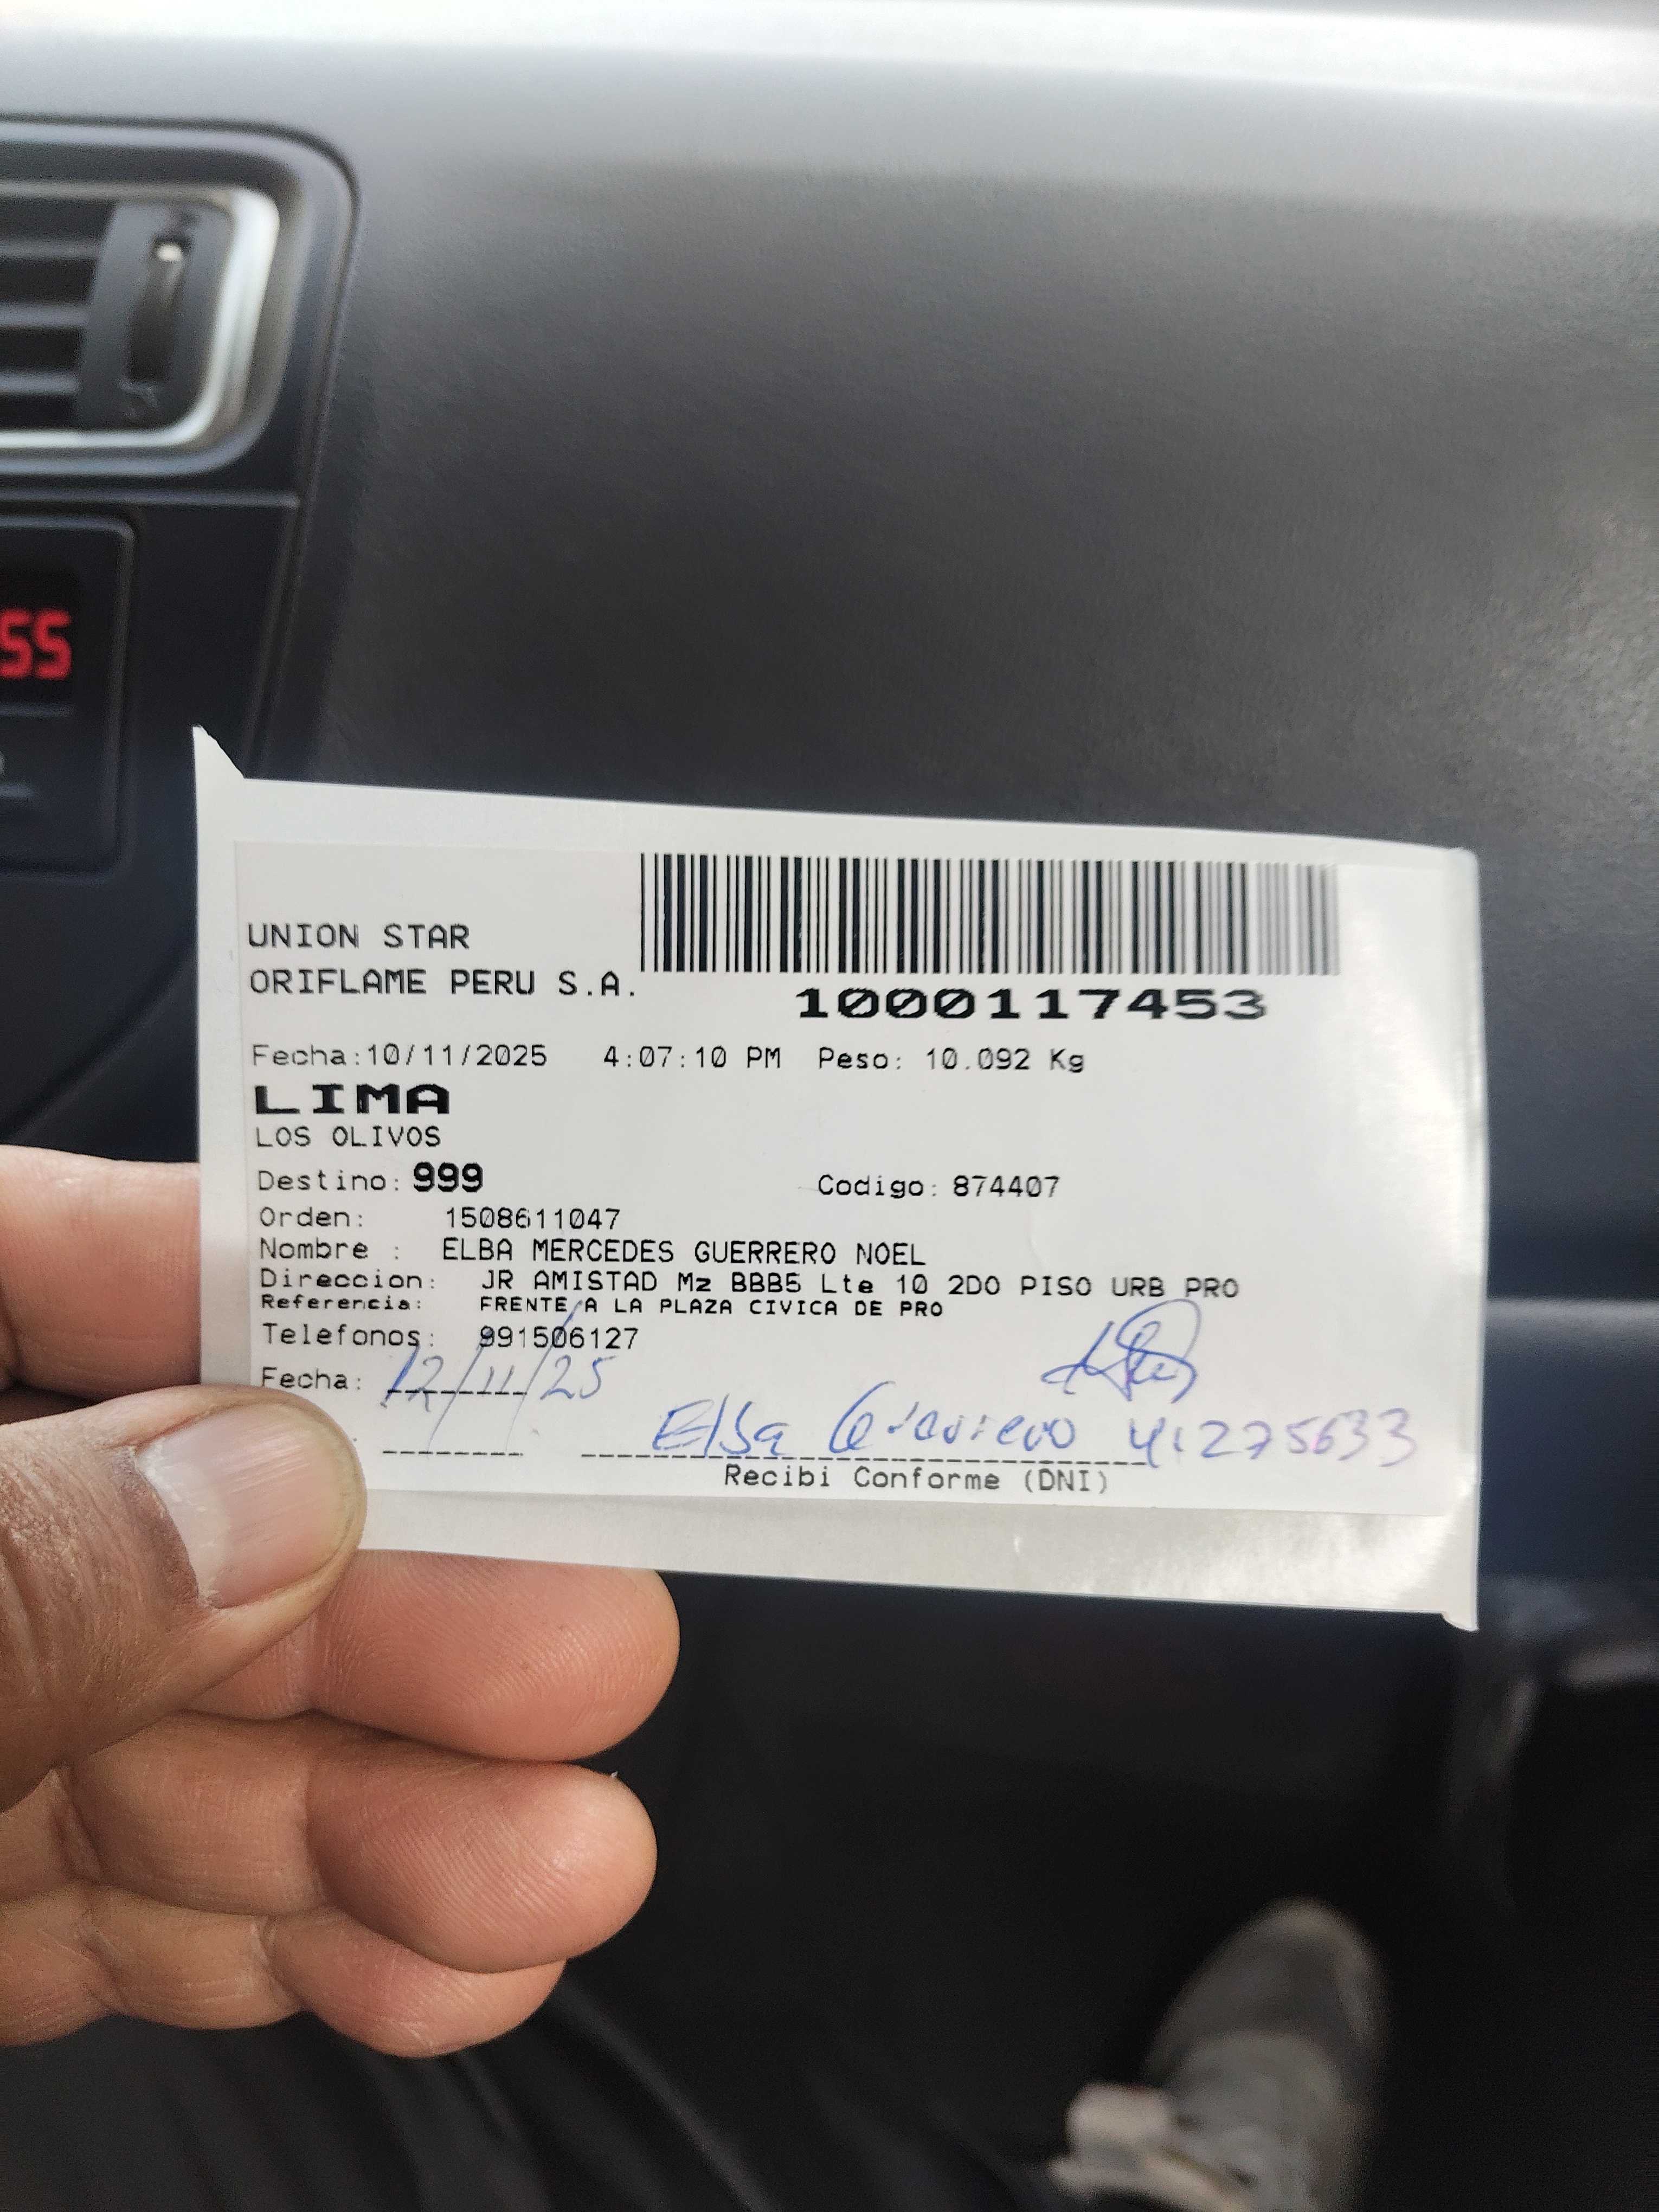 55
UNION STAR
ORIFLAME PERU S.A.
1000117453
Fecha:10/11/2025 4:07:10 PM Peso: 10.092 Kg
LIMA
LOS OLIVOS
Destino: 999 Codigo: 874407
Orden: 1508611047
Nombre : ELBA MERCEDES GUERRERO NOEL
Direccion: JR AMISTAD Mz BBB5 Lte 10 2DO PISO URB PRO
Referencia: FRENTE A LA PLAZA CIVICA DE PRO
Telefonos: 991506127
Fecha: 12/11/25
Elba Guerrero 41275633
Recibi Conforme (DNI)